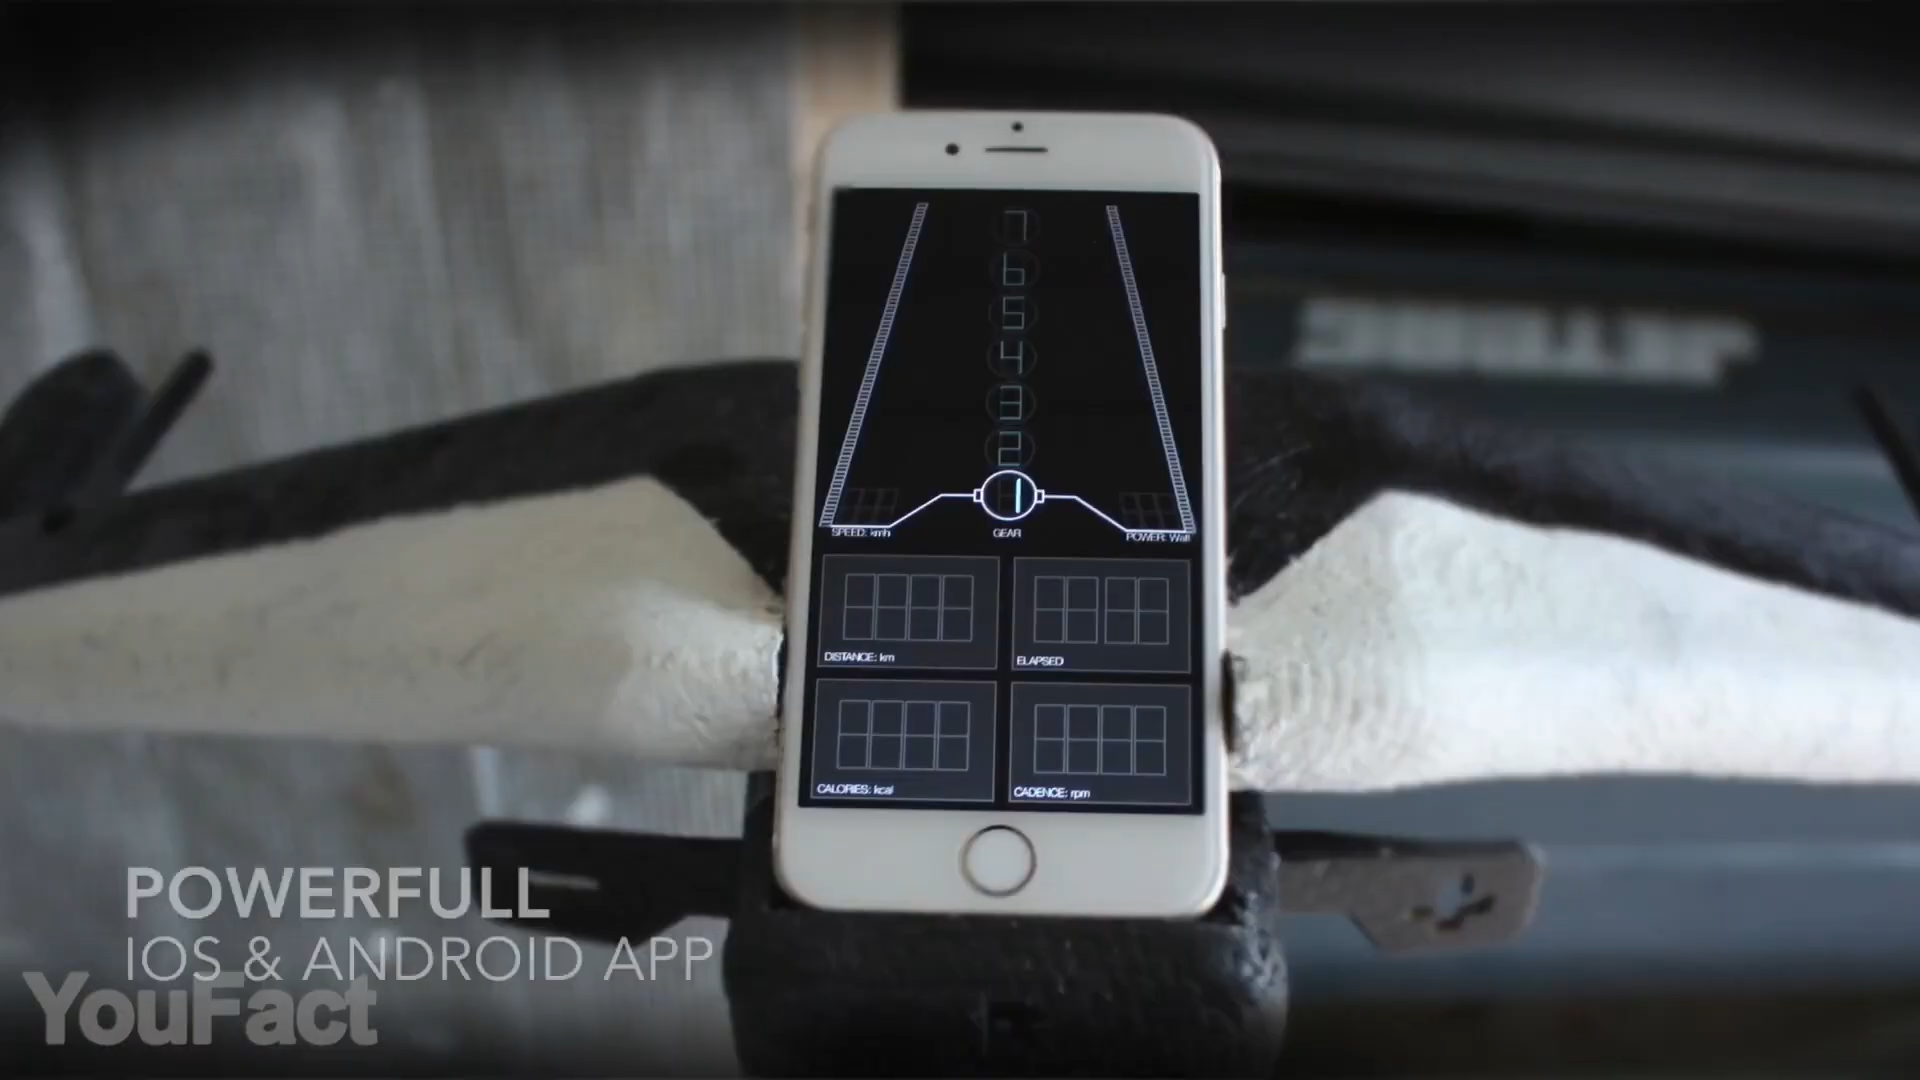 7
6
5
4
3
2
1
SPEED: kmh
GEAR
POWER: Watt
DISTANCE: km
ELAPSED
CALORIES: kcal
CADENCE: rpm
POWERFULL
IOS & ANDROID APP
YouFact